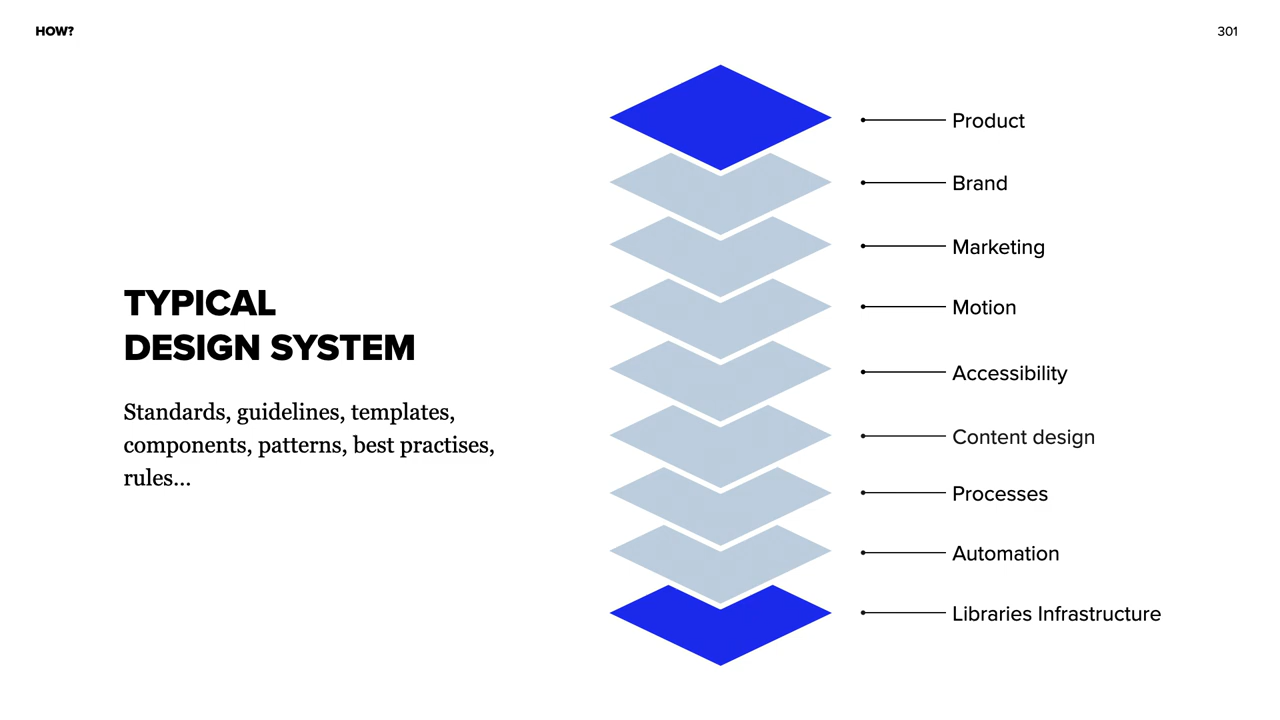 HOW?
301
TYPICAL
DESIGN SYSTEM
Standards, guidelines, templates,
components, patterns, best practises,
rules...
Product
Brand
Marketing
Motion
Accessibility
Content design
Processes
Automation
Libraries Infrastructure